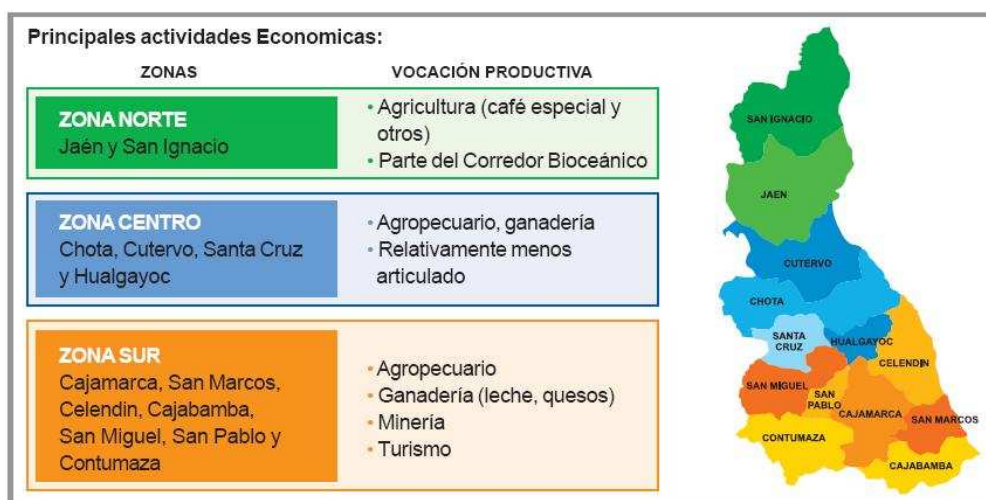 Principales actividades Economicas:
ZONAS
VOCACIÓN PRODUCTIVA
ZONA NORTE
Jaén y San Ignacio
• Agricultura (café especial y
otros)
• Parte del Corredor Bioceánico
ZONA CENTRO
Chota, Cutervo, Santa Cruz
y Hualgayoc
• Agropecuario, ganadería
• Relativamente menos
articulado
ZONA SUR
Cajamarca, San Marcos,
Celendin, Cajabamba,
San Miguel, San Pablo y
Contumaza
• Agropecuario
• Ganadería (leche, quesos)
• Minería
• Turismo
SAN IGNACIO
JAEN
CUTERVO
CHOTA
SANTA
CRUZ
HUALGAYOC
CELENDIN
SAN MIGUEL
SAN
PABLO
CAJAMARCA
SAN MARCOS
CONTUMAZA
CAJABAMBA